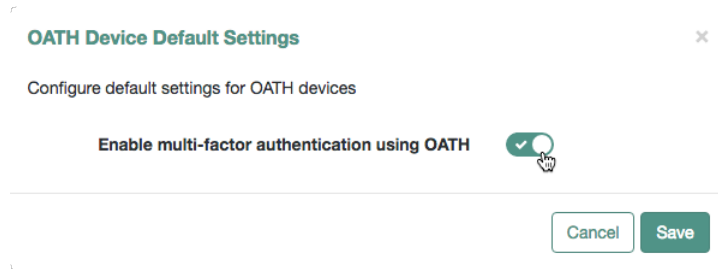 OATH Device Default Settings
×
Configure default settings for OATH devices
Enable multi-factor authentication using OATH
Cancel Save